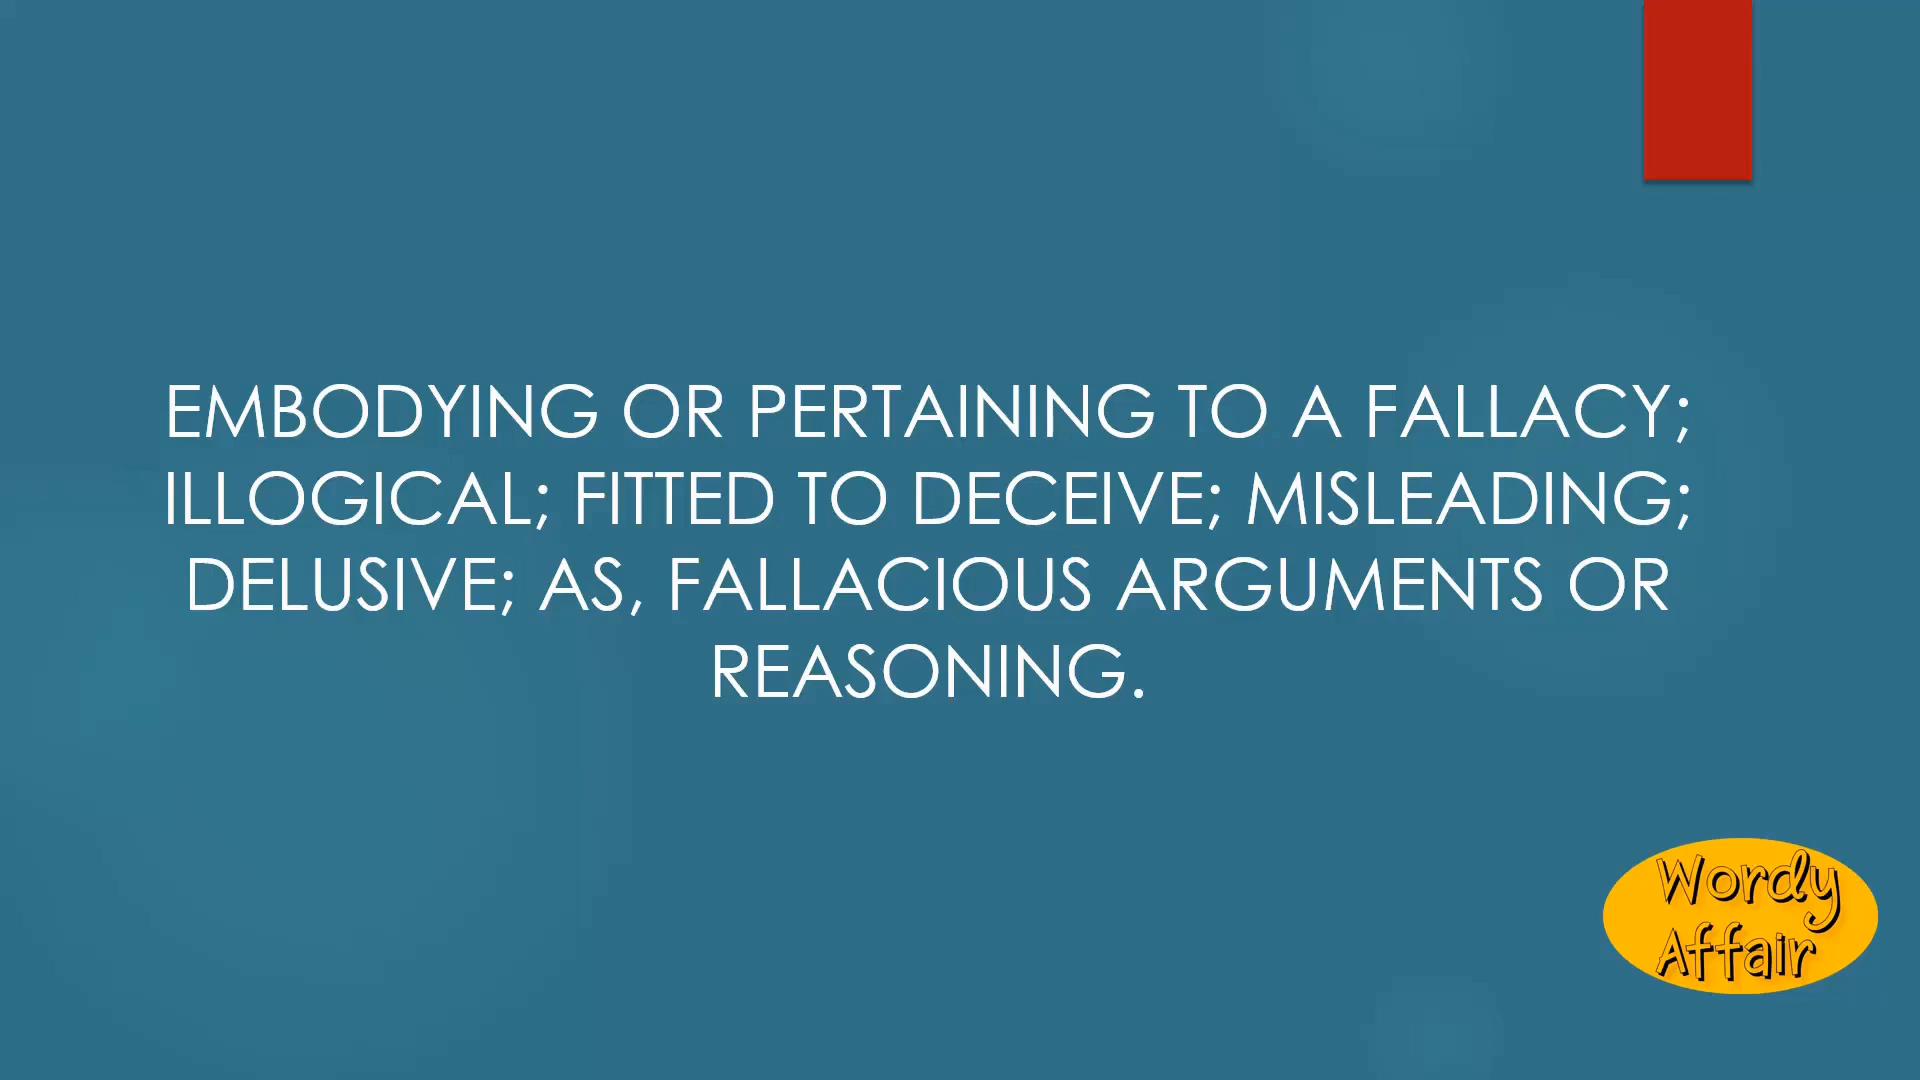 EMBODYING OR PERTAINING TO A FALLACY;
ILLOGICAL; FITTED TO DECEIVE; MISLEADING;
DELUSIVE; AS, FALLACIOUS ARGUMENTS OR
REASONING.
Wordy
Affair